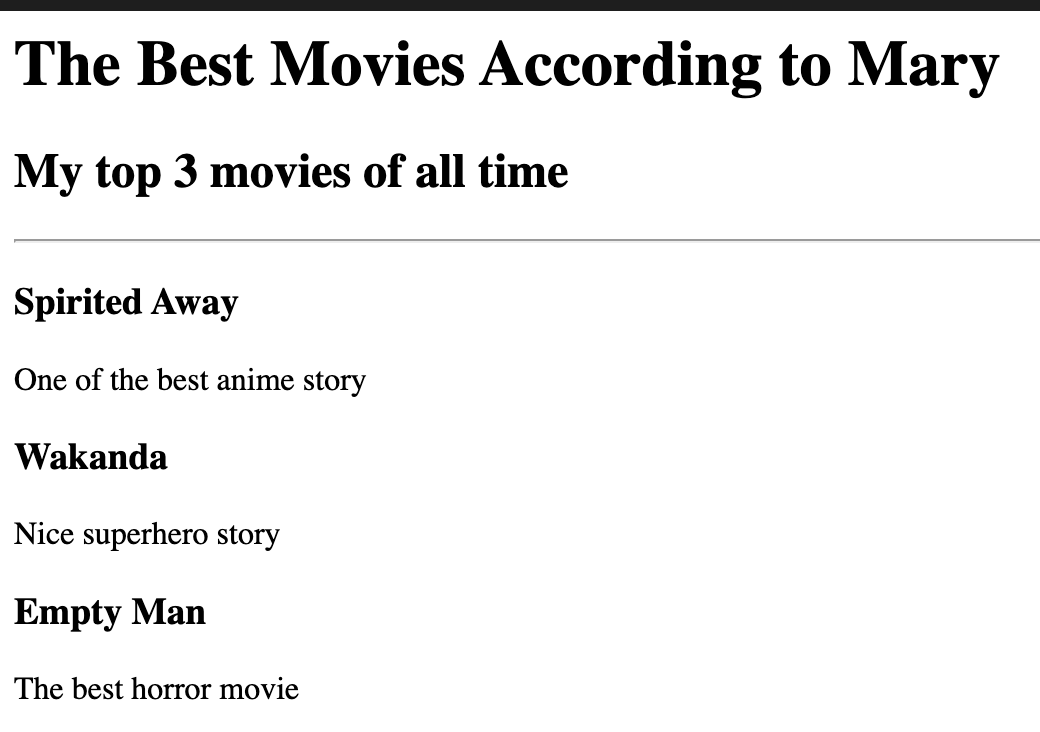 The Best Movies According to Mary
My top 3 movies of all time
Spirited Away
One of the best anime story
Wakanda
Nice superhero story
Empty Man
The best horror movie